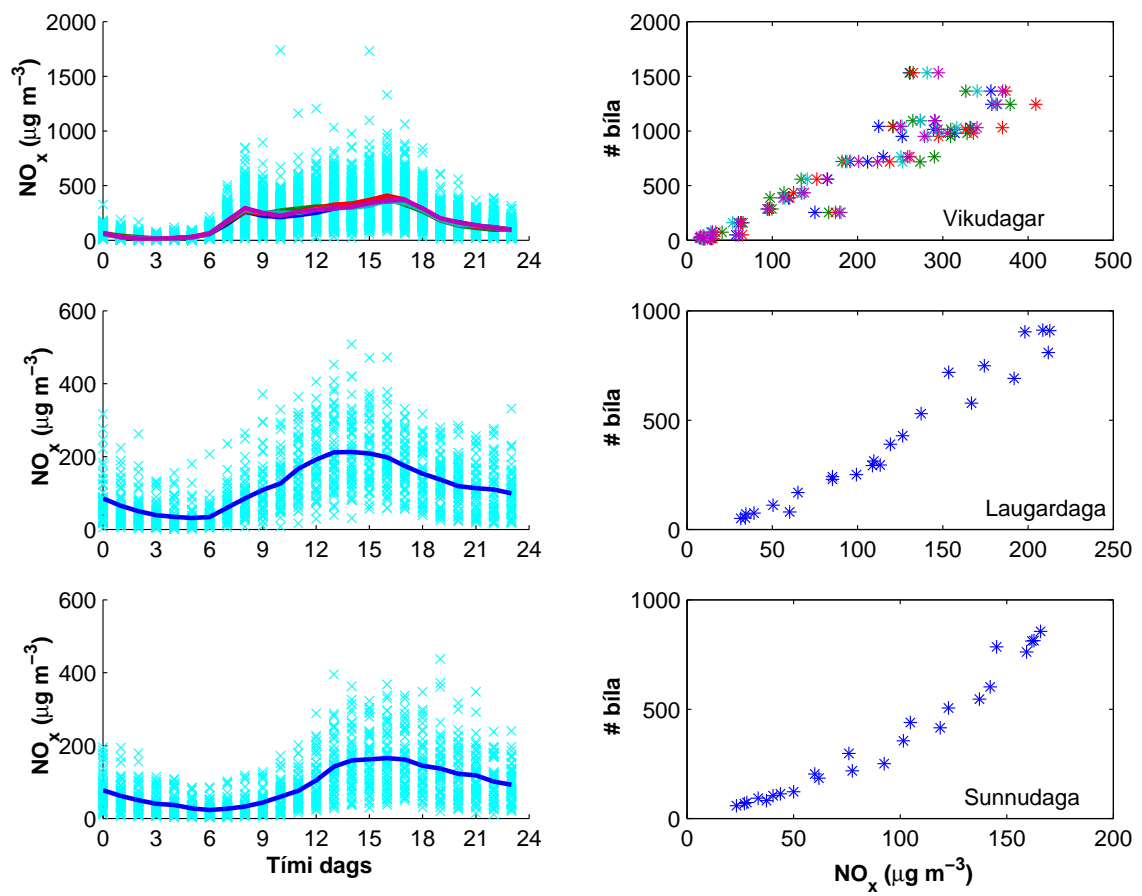 2000
1500
1000
500
0
NOx (μg m−3)
0 3 6 9 12 15 18 21 24
2000
1500
1000
500
0
# bíla
Vikudagar
0 100 200 300 400 500
600
400
200
0
NOx (μg m−3)
0 3 6 9 12 15 18 21 24
1000
500
0
# bíla
Laugardaga
0 50 100 150 200 250
600
400
200
0
NOx (μg m−3)
0 3 6 9 12 15 18 21 24
Tími dags
1000
500
0
# bíla
Sunnudaga
0 50 100 150 200
NOx (μg m−3)